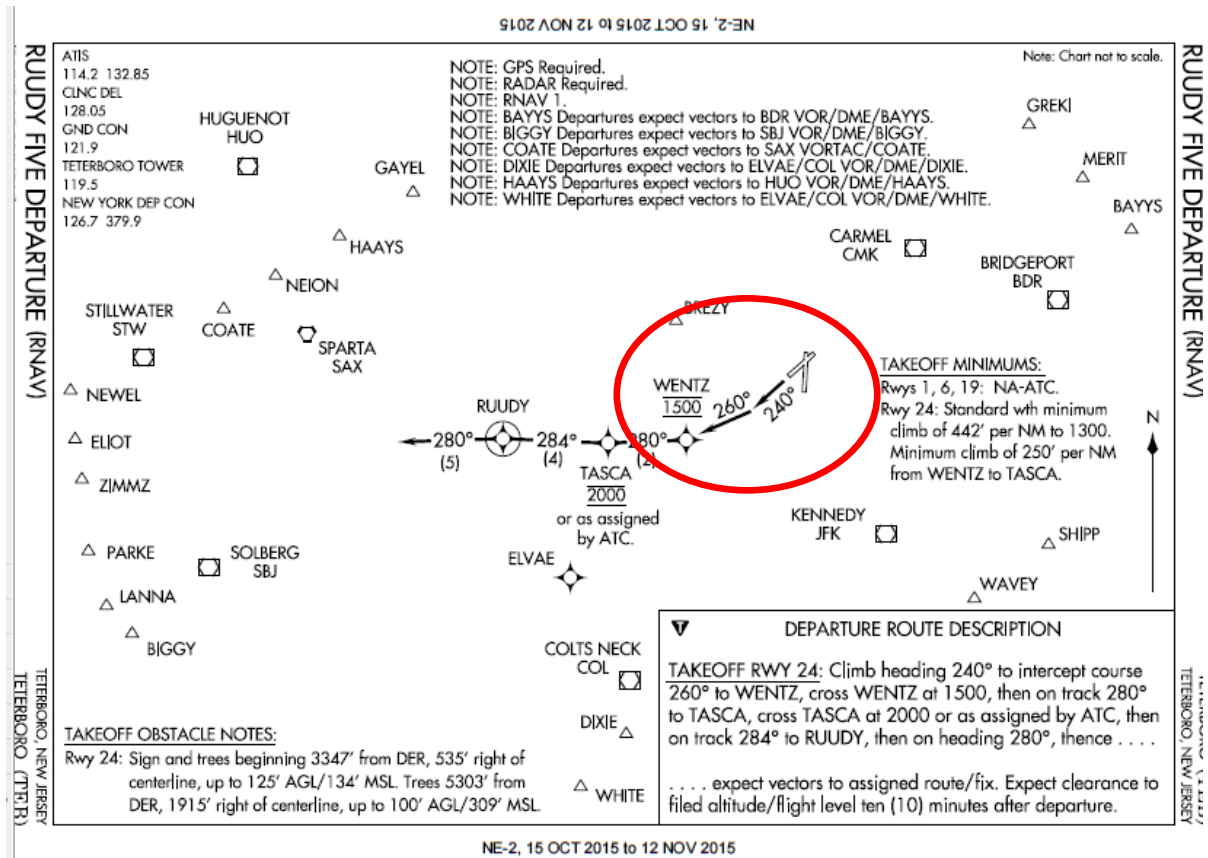 NE-2, 15 OCT 2015 to 12 NOV 2015
RUUDY FIVE DEPARTURE (RNAV)
ATIS
114.2 132.85
CLNC DEL
128.05
GND CON
121.9
TETERBORO TOWER
119.5
NEW YORK DEP CON
126.7 379.9
NOTE: GPS Required.
NOTE: RADAR Required.
NOTE: RNAV 1.
NOTE: BAYYS Departures expect vectors to BDR VOR/DME/BAYYS.
NOTE: BIGGY Departures expect vectors to SBJ VOR/DME/BIGGY.
NOTE: COATE Departures expect vectors to SAX VORTAC/COATE.
NOTE: DIXIE Departures expect vectors to ELVAE/COL VOR/DME/DIXIE.
NOTE: HAAYS Departures expect vectors to HUO VOR/DME/HAAYS.
NOTE: WHITE Departures expect vectors to ELVAE/COL VOR/DME/WHITE.
Note: Chart not to scale.
RUUDY FIVE DEPARTURE (RNAV)
HUGUENOT
HUO
GAYEL
HAAYS
NEION
COATE
STILLWATER
STW
SPARTA
SAX
GREKI
MERIT
BAYYS
CARMEL
CMK
BRIDGEPORT
BDR
BREZY
NEWEL
ELIOT
ZIMMZ
PARKE
LANNA
BIGGY
SOLBERG
SBJ
RUUDY
280°
(5)
284°
(4)
TASCA
2000
or as assigned
by ATC.
280°
(2)
WENTZ
1500
260°
240°
TAKEOFF MINIMUMS:
Rwys 1, 6, 19: NA-ATC.
Rwy 24: Standard wth minimum
climb of 442' per NM to 1300.
Minimum climb of 250' per NM
from WENTZ to TASCA.
N
KENNEDY
JFK
SHIPP
WAVEY
ELVAE
COLTS NECK
COL
DIXIE
WHITE
TAKEOFF OBSTACLE NOTES:
Rwy 24: Sign and trees beginning 3347' from DER, 535' right of
centerline, up to 125' AGL/134' MSL. Trees 5303' from
DER, 1915' right of centerline, up to 100' AGL/309' MSL.
T
DEPARTURE ROUTE DESCRIPTION
TAKEOFF RWY 24: Climb heading 240° to intercept course
260° to WENTZ, cross WENTZ at 1500, then on track 280°
to TASCA, cross TASCA at 2000 or as assigned by ATC, then
on track 284° to RUUDY, then on heading 280°, thence . . . .
. . . . expect vectors to assigned route/fix. Expect clearance to
filed altitude/flight level ten (10) minutes after departure.
TETERBORO, NEW JERSEY
TETERBORO (TEB)
TETERBORO, NEW JERSEY
NE-2, 15 OCT 2015 to 12 NOV 2015